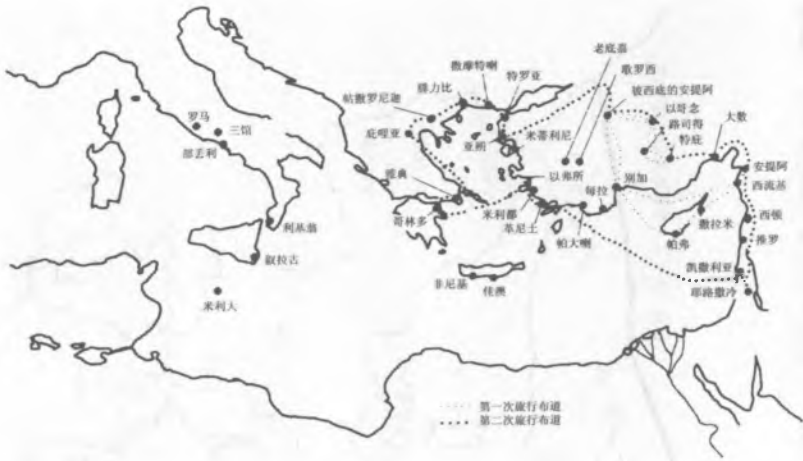 老底嘉
歌罗西
撒摩特喇
特罗亚
腓力比
彼西底的安提阿
帖撒罗尼迦
以哥念
路司得
特庇
大数
罗马
三馆
部丢利
庇哩亚
亚朔
米蒂利尼
安提阿
西流基
雅典
以弗所
别加
每拉
利基翁
哥林多
米利都
革尼土
帕大喇
帕弗
撒拉米
西顿
推罗
叙拉古
凯撒利亚
非尼基
佳澳
耶路撒冷
米利大
第一次旅行布道
第二次旅行布道